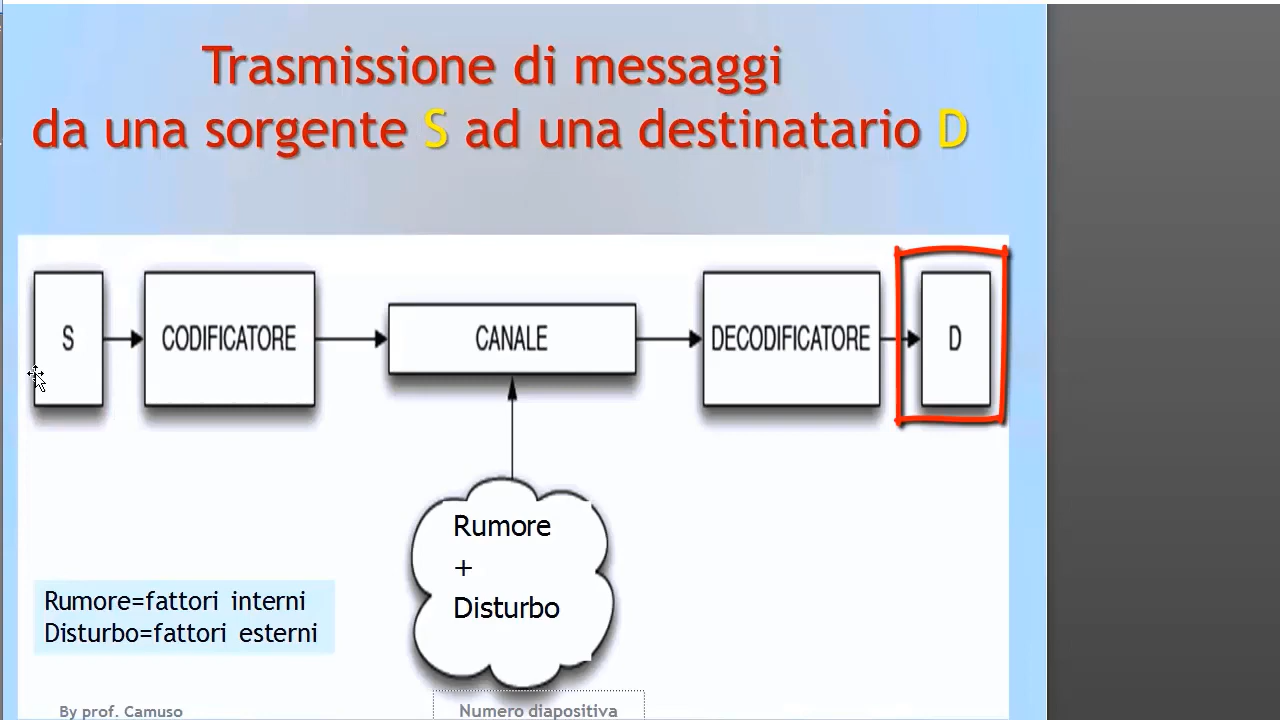 Trasmissione di messaggi
da una sorgente S ad una destinatario D
S
CODIFICATORE
CANALE
DECODIFICATORE
D
Rumore
+
Disturbo
Rumore=fattori interni
Disturbo=fattori esterni
By prof. Camuso
Numero diapositiva